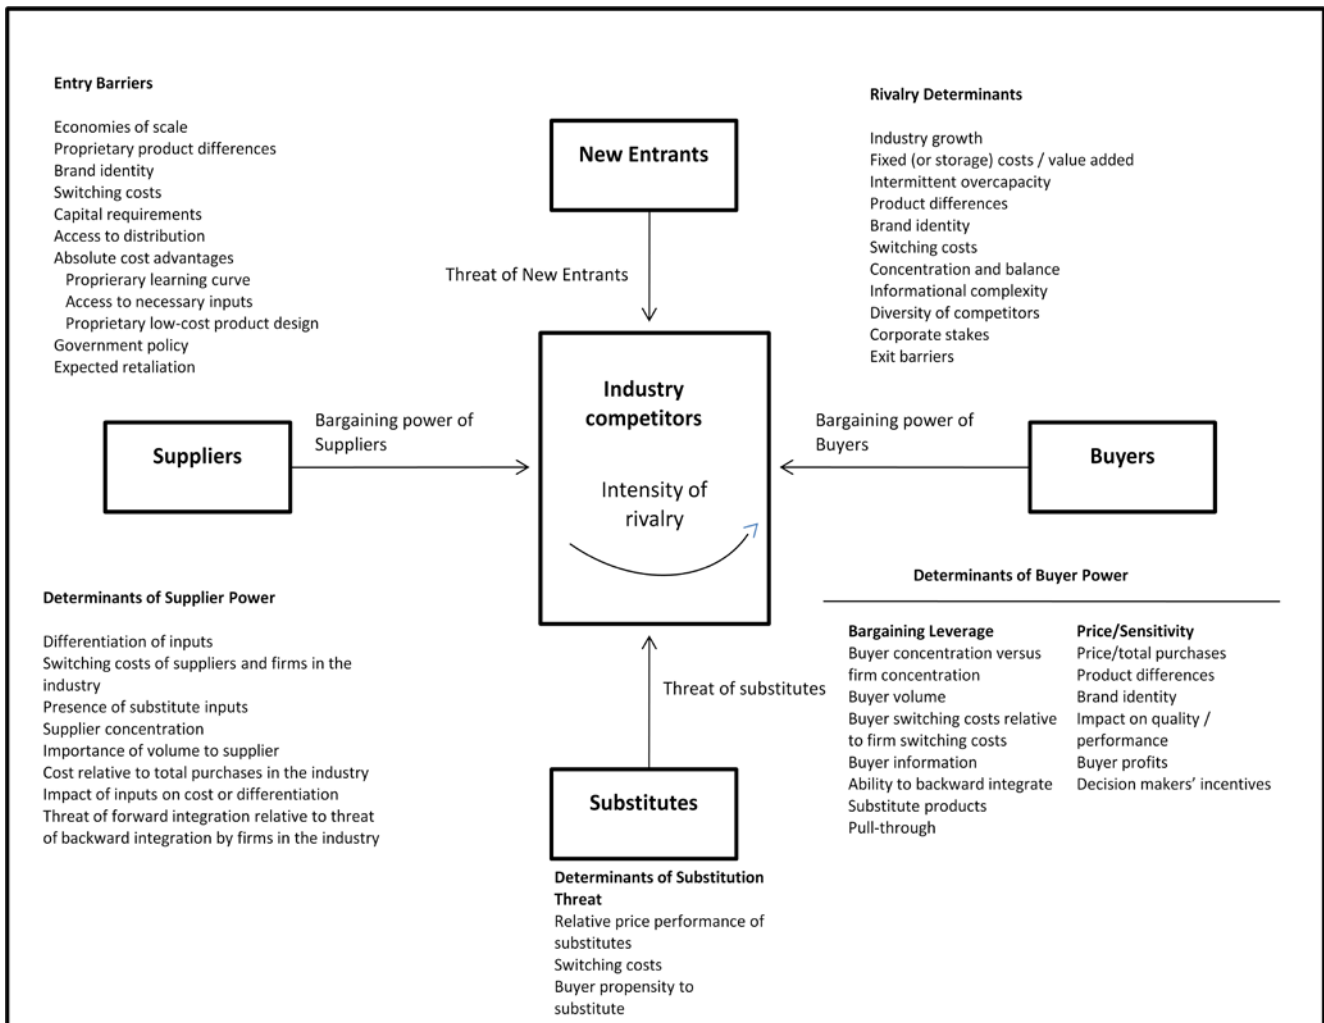 Entry Barriers
Economies of scale
Proprietary product differences
Brand identity
Switching costs
Capital requirements
Access to distribution
Absolute cost advantages
Proprierary learning curve
Access to necessary inputs
Proprietary low-cost product design
Government policy
Expected retaliation
New Entrants
Threat of New Entrants
Rivalry Determinants
Industry growth
Fixed (or storage) costs / value added
Intermittent overcapacity
Product differences
Brand identity
Switching costs
Concentration and balance
Informational complexity
Diversity of competitors
Corporate stakes
Exit barriers
Suppliers
Bargaining power of
Suppliers
Industry
competitors
Intensity of
rivalry
Bargaining power of
Buyers
Buyers
Determinants of Supplier Power
Differentiation of inputs
Switching costs of suppliers and firms in the
industry
Presence of substitute inputs
Supplier concentration
Importance of volume to supplier
Cost relative to total purchases in the industry
Impact of inputs on cost or differentiation
Threat of forward integration relative to threat
of backward integration by firms in the industry
Threat of substitutes
Substitutes
Determinants of Substitution
Threat
Relative price performance of
substitutes
Switching costs
Buyer propensity to
substitute
Determinants of Buyer Power
Bargaining Leverage
Buyer concentration versus
firm concentration
Buyer volume
Buyer switching costs relative
to firm switching costs
Buyer information
Ability to backward integrate
Substitute products
Pull-through
Price/Sensitivity
Price/total purchases
Product differences
Brand identity
Impact on quality /
performance
Buyer profits
Decision makers’ incentives